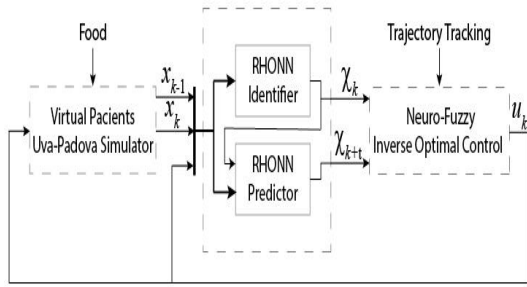 Food
Trajectory Tracking
Virtual Pacients
Uva-Padova Simulator
x_{k-1}
x_k
RHONN
Identifier
RHONN
Predictor
χ_k
χ_{k+t}
Neuro-Fuzzy
Inverse Optimal Control
u_k